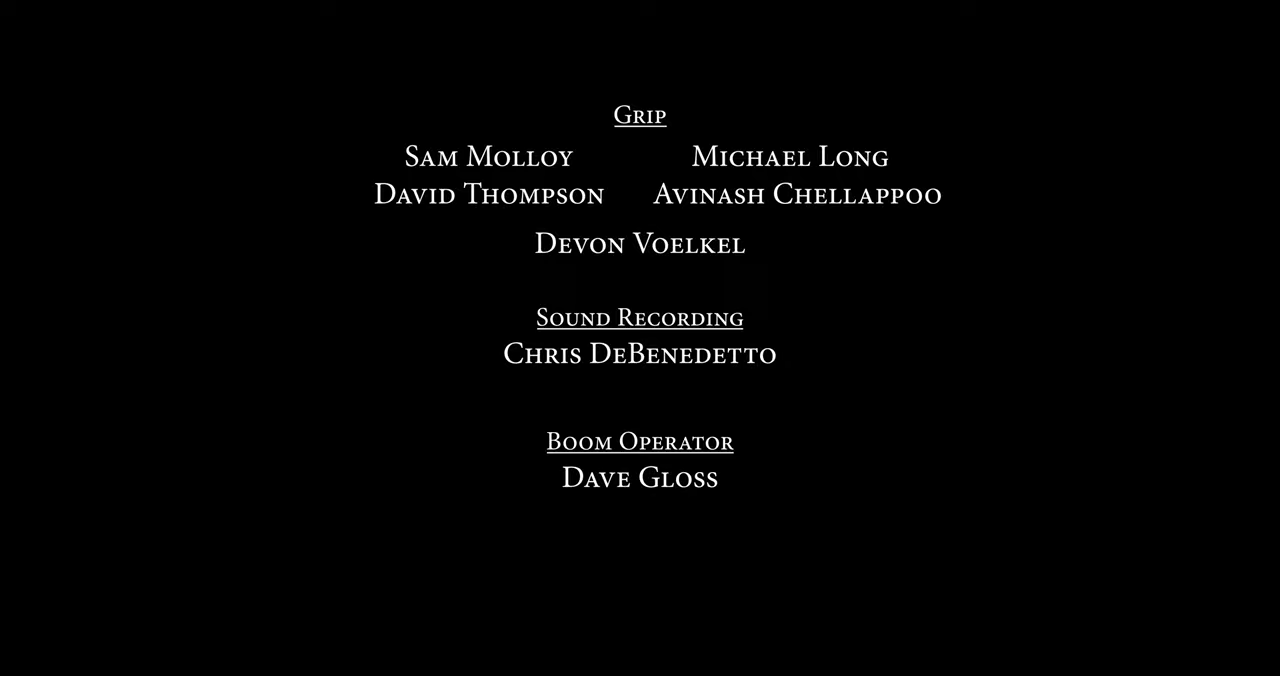 Grip
Sam Molloy Michael Long
David Thompson Avinash Chellappoo
Devon Voelkel
Sound Recording
Chris DeBenedetto
Boom Operator
Dave Gloss